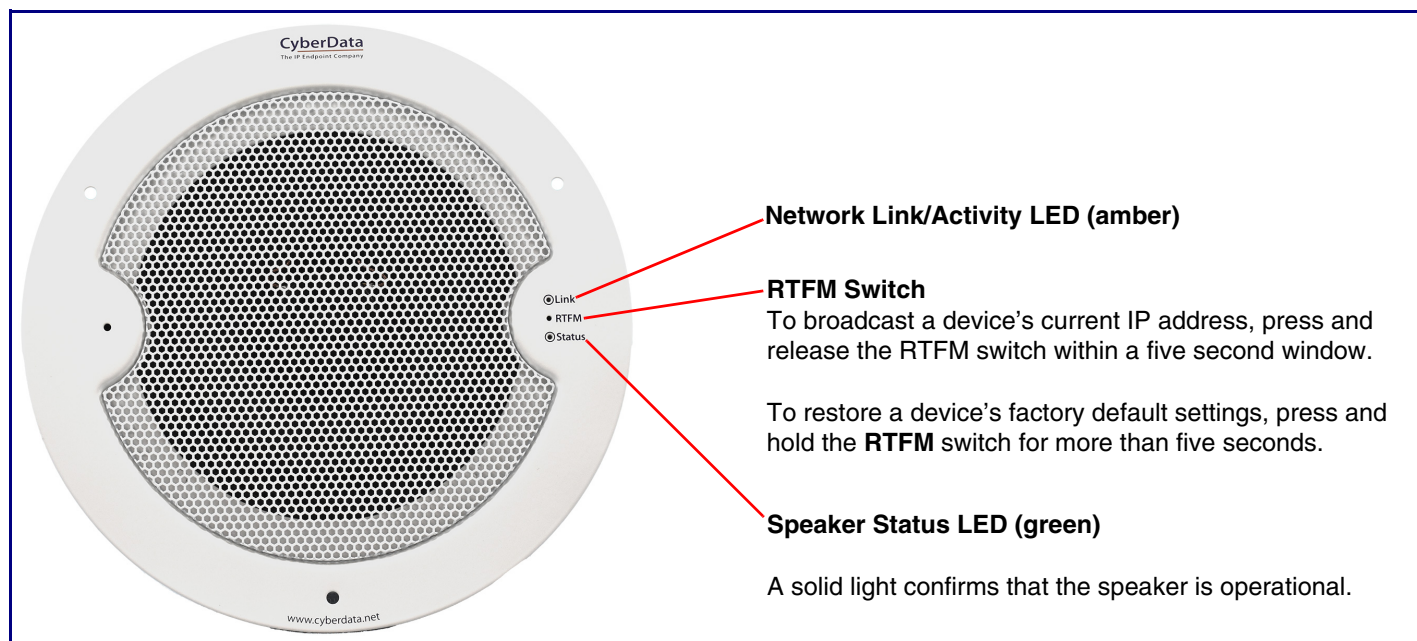 CyberData
The IP Endpoint Company
Network Link/Activity LED (amber)
Link
RTFM
Status
RTFM Switch
To broadcast a device’s current IP address, press and
release the RTFM switch within a five second window.
To restore a device’s factory default settings, press and
hold the RTFM switch for more than five seconds.
Speaker Status LED (green)
A solid light confirms that the speaker is operational.
www.cyberdata.net